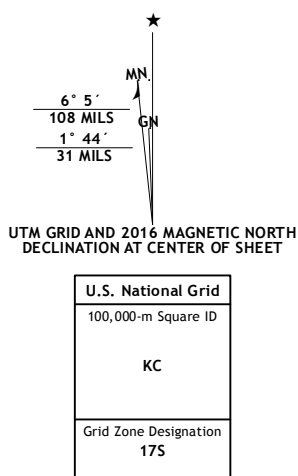 ★
MN
6° 5´
108 MILS
GN
1° 44´
31 MILS
UTM GRID AND 2016 MAGNETIC NORTH
DECLINATION AT CENTER OF SHEET
U.S. National Grid
100,000-m Square ID
KC
Grid Zone Designation
17S